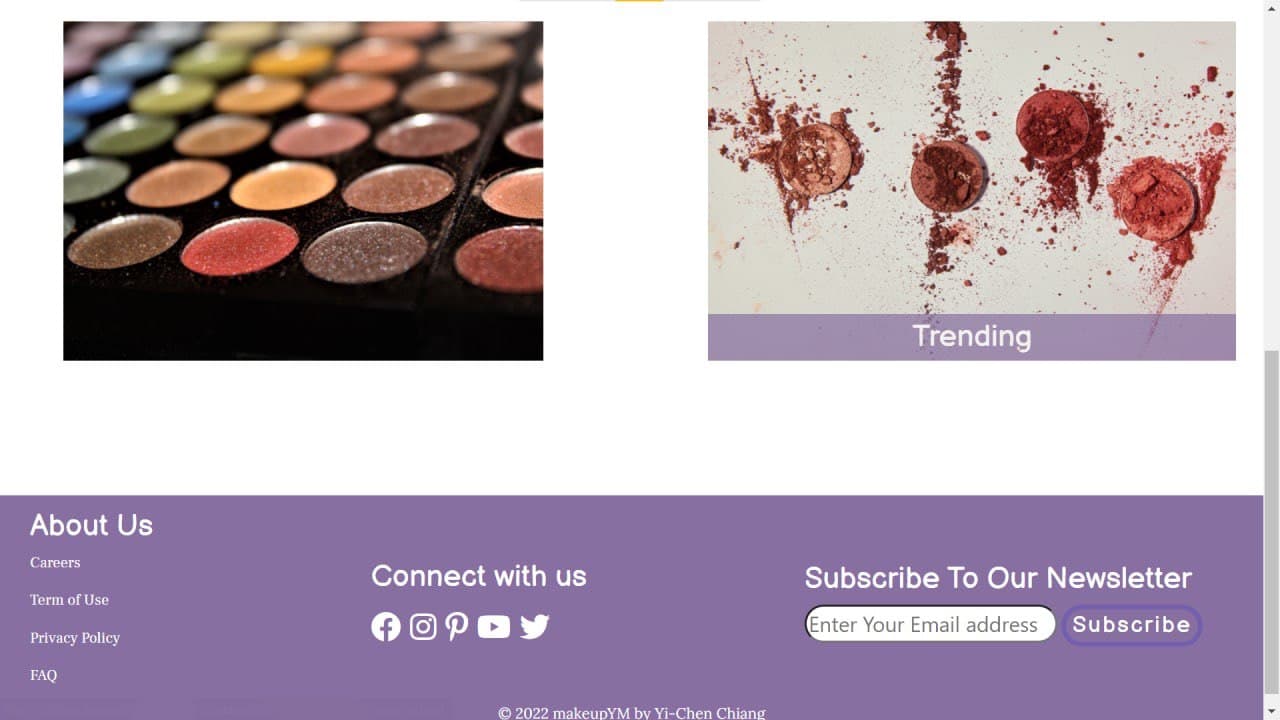 Trending
About Us
Careers
Term of Use
Privacy Policy
FAQ
Connect with us
Subscribe To Our Newsletter
Enter Your Email address
Subscribe
© 2022 makeupYM by Yi-Chen Chiang